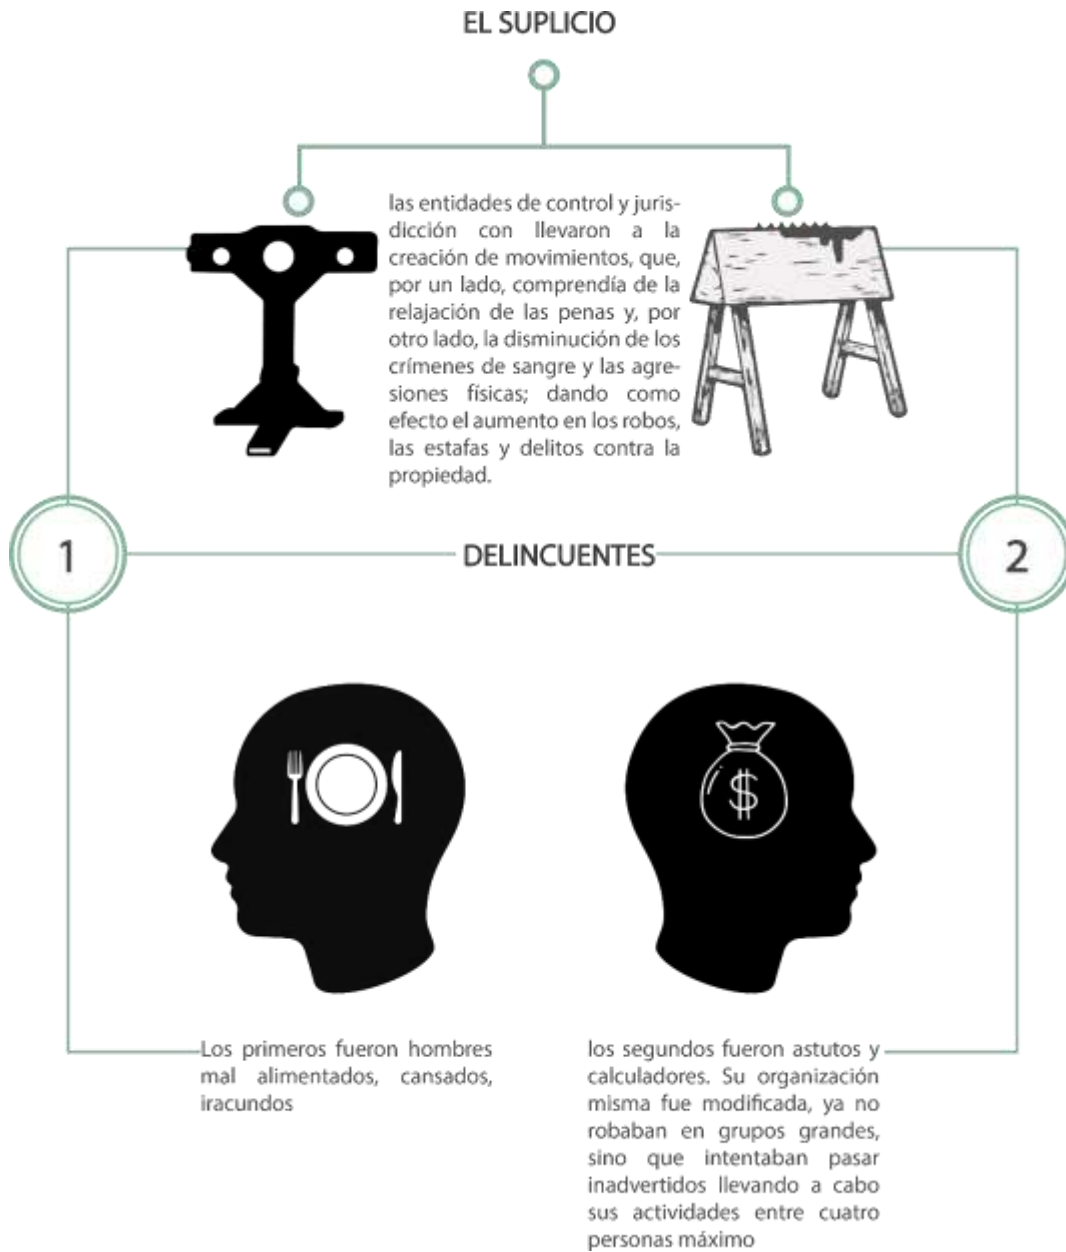 EL SUPLICIO
las entidades de control y juris-
dicción con llevaron a la
creación de movimientos, que,
por un lado, comprendía de la
relajación de las penas y, por
otro lado, la disminución de los
crímenes de sangre y las agre-
siones físicas; dando como
efecto el aumento en los robos,
las estafas y delitos contra la
propiedad.
1
DELINCUENTES
2
$
Los primeros fueron hombres
mal alimentados, cansados,
iracundos
los segundos fueron astutos y
calculadores. Su organización
misma fue modificada, ya no
robaban en grupos grandes,
sino que intentaban pasar
inadvertidos llevando a cabo
sus actividades entre cuatro
personas máximo